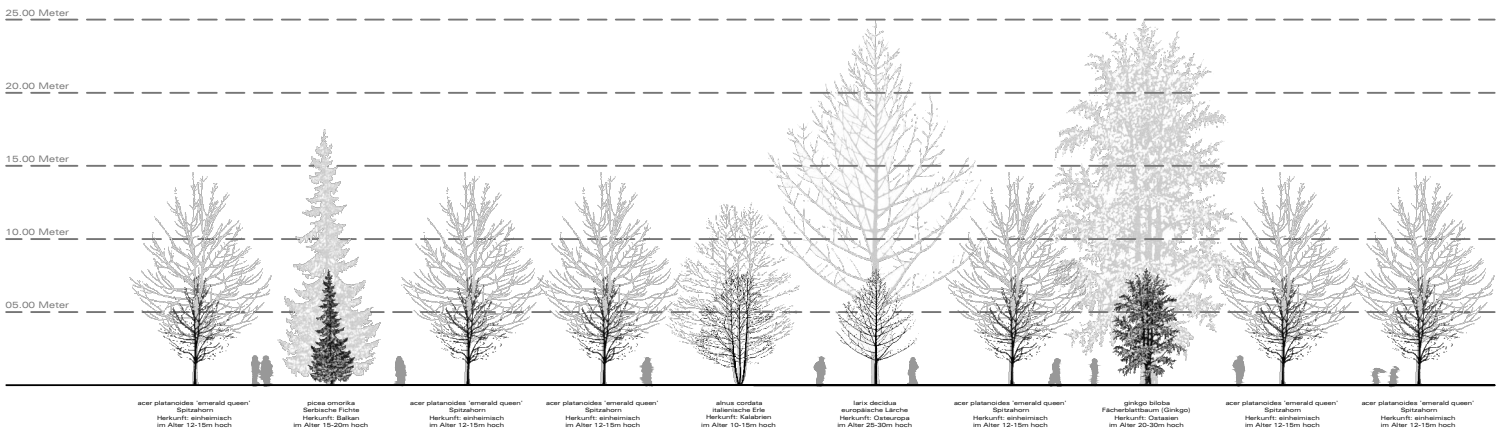 25.00 Meter
20.00 Meter
15.00 Meter
10.00 Meter
05.00 Meter
acer platanoides 'emerald queen'
Spitzahorn
Herkunft: einheimisch
im Alter 12-15m hoch
picea omorika
Serbische Fichte
Herkunft: Balkan
im Alter 15-20m hoch
acer platanoides 'emerald queen'
Spitzahorn
Herkunft: einheimisch
im Alter 12-15m hoch
acer platanoides 'emerald queen'
Spitzahorn
Herkunft: einheimisch
im Alter 12-15m hoch
alnus cordata
italienische Erle
Herkunft: Kalabrien
im Alter 10-15m hoch
larix decidua
europäische Lärche
Herkunft: Osteuropa
im Alter 25-30m hoch
acer platanoides 'emerald queen'
Spitzahorn
Herkunft: einheimisch
im Alter 12-15m hoch
ginkgo biloba
Fächerblattbaum (Ginkgo)
Herkunft: Ostasien
im Alter 20-30m hoch
acer platanoides 'emerald queen'
Spitzahorn
Herkunft: einheimisch
im Alter 12-15m hoch
acer platanoides 'emerald queen'
Spitzahorn
Herkunft: einheimisch
im Alter 12-15m hoch